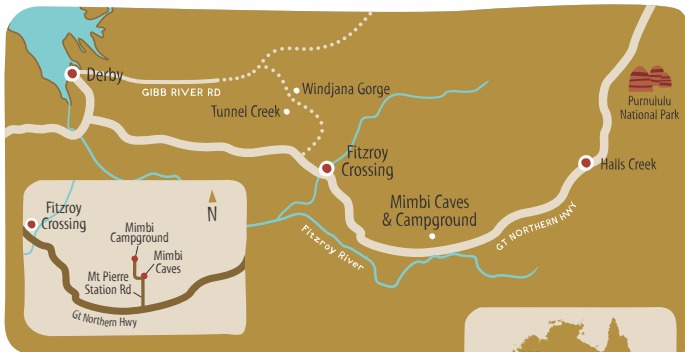 Derby
GIBB RIVER RD
Windjana Gorge
Tunnel Creek
Purnululu
National Park
Fitzroy
Crossing
Halls Creek
Mimbi Caves
& Campground
GT NORTHERN HWY
Fitzroy River
N
Fitzroy
Crossing
Mimbi
Campground
Mimbi
Caves
Mt Pierre
Station Rd
Gt Northern Hwy